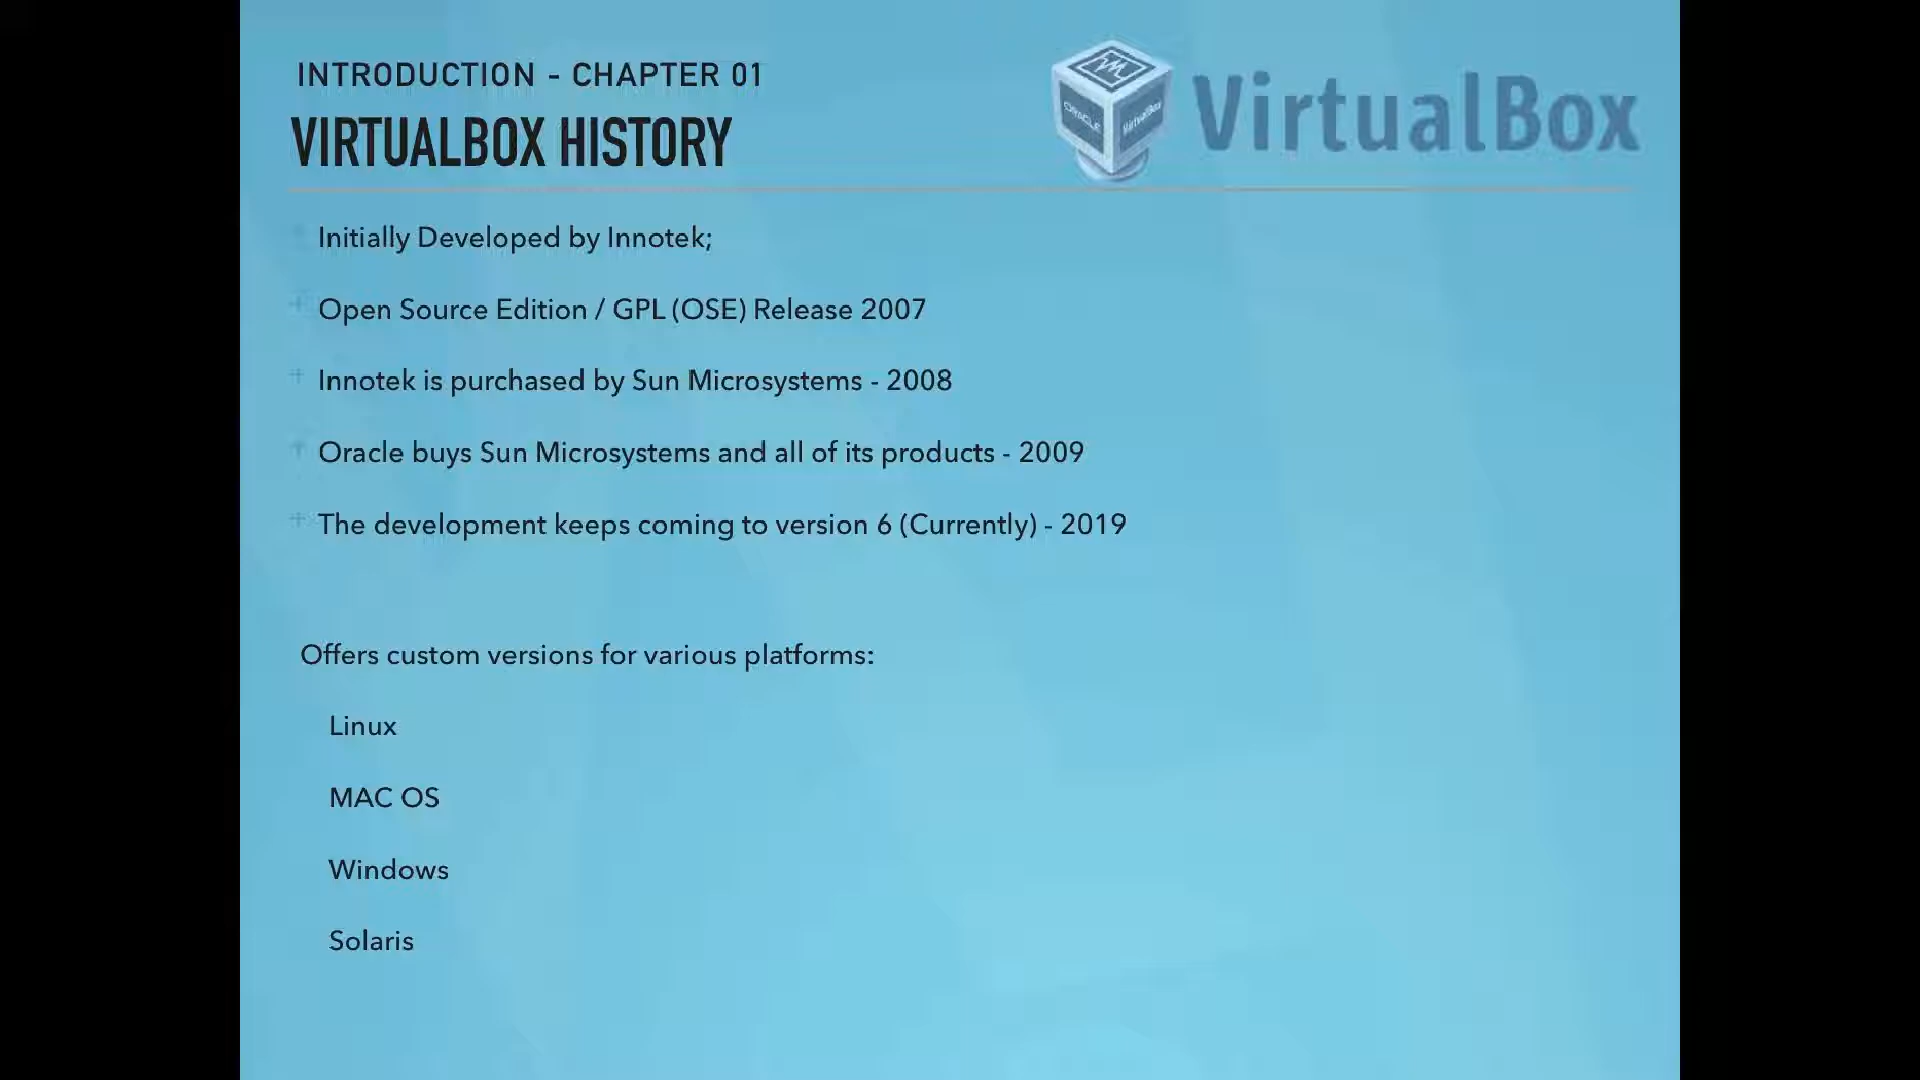 INTRODUCTION - CHAPTER 01
VIRTUALBOX HISTORY
ORACLE
VirtualBox
VirtualBox
Initially Developed by Innotek;
Open Source Edition / GPL (OSE) Release 2007
Innotek is purchased by Sun Microsystems - 2008
Oracle buys Sun Microsystems and all of its products - 2009
The development keeps coming to version 6 (Currently) - 2019
Offers custom versions for various platforms:
Linux
MAC OS
Windows
Solaris